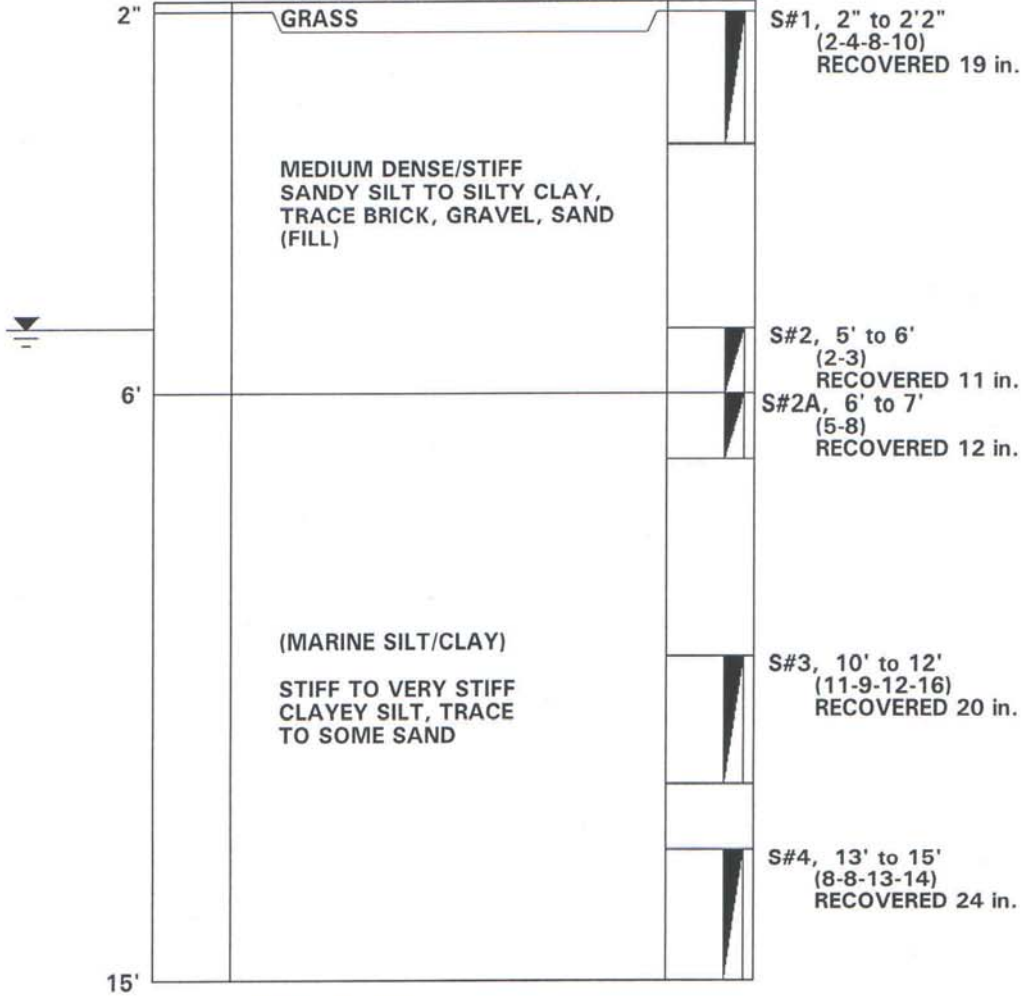 2"
GRASS
S#1, 2" to 2'2"
(2-4-8-10)
RECOVERED 19 in.
MEDIUM DENSE/STIFF
SANDY SILT TO SILTY CLAY,
TRACE BRICK, GRAVEL, SAND
(FILL)
S#2, 5' to 6'
(2-3)
RECOVERED 11 in.
6'
S#2A, 6' to 7'
(5-8)
RECOVERED 12 in.
(MARINE SILT/CLAY)
STIFF TO VERY STIFF
CLAYEY SILT, TRACE
TO SOME SAND
S#3, 10' to 12'
(11-9-12-16)
RECOVERED 20 in.
S#4, 13' to 15'
(8-8-13-14)
RECOVERED 24 in.
15'